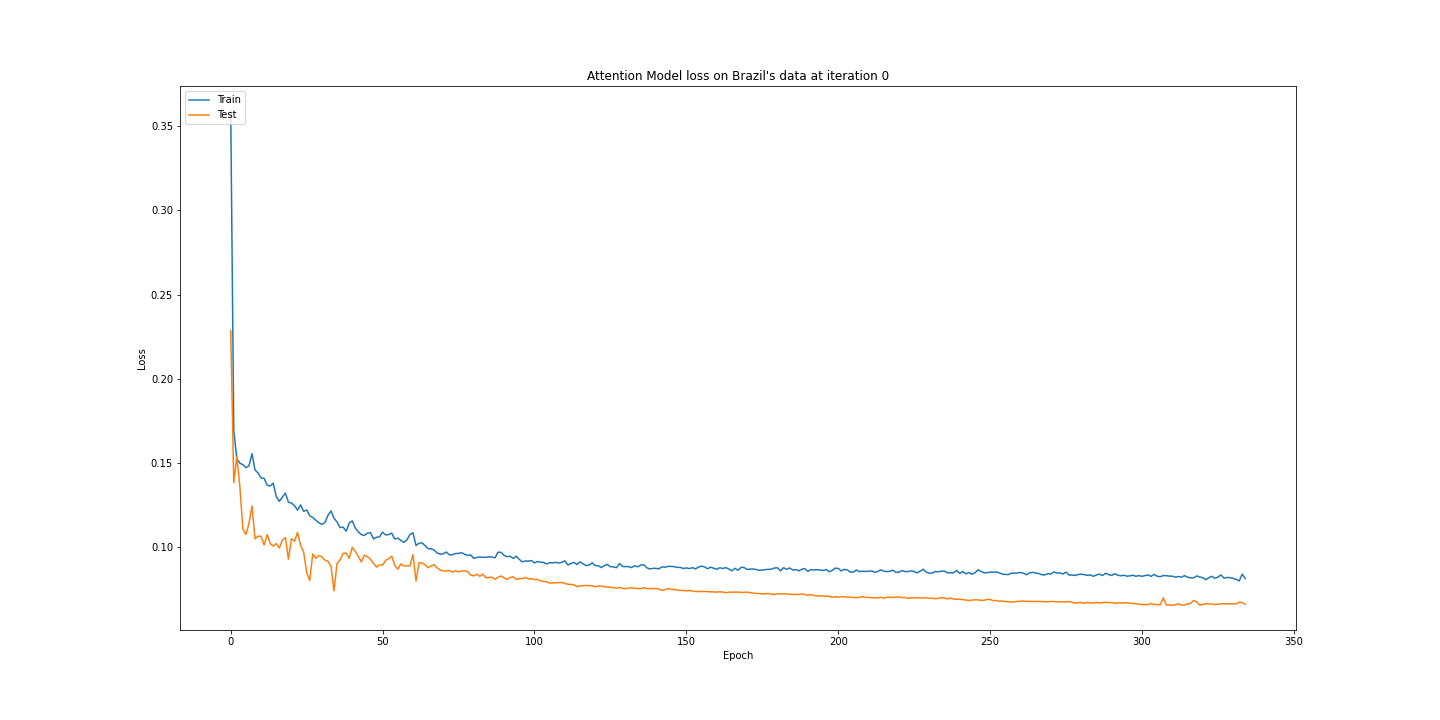 Attention Model loss on Brazil's data at iteration 0
Train
Test
0.35
0.30
0.25
0.20
0.15
0.10
Loss
0 50 100 150 200 250 300 350
Epoch